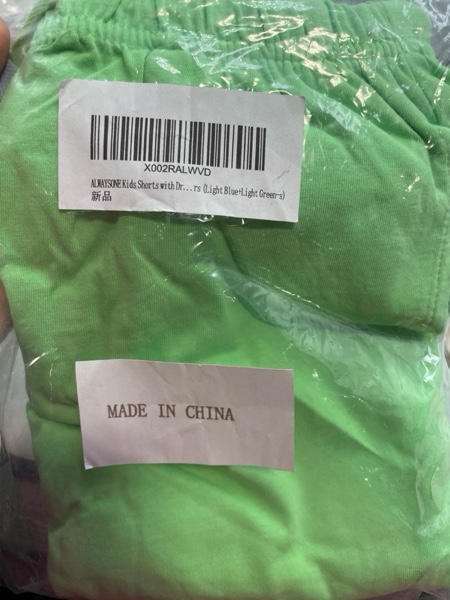 X002RALWVD
ALWAYSONE Kids Shorts with Dr...rs (Light Blue+Light Green-s)
新品
MADE IN CHINA